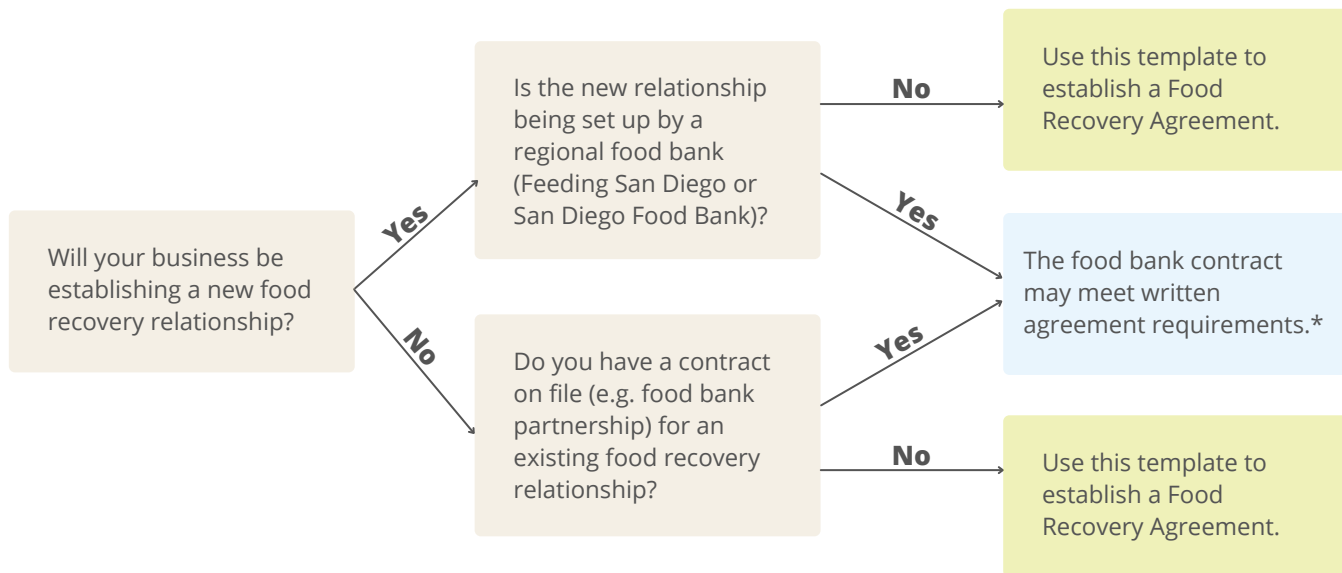 Will your business be
establishing a new food
recovery relationship?
Yes
No
Is the new relationship
being set up by a
regional food bank
(Feeding San Diego or
San Diego Food Bank)?
No
Yes
Do you have a contract
on file (e.g. food bank
partnership) for an
existing food recovery
relationship?
Yes
No
Use this template to
establish a Food
Recovery Agreement.
The food bank contract
may meet written
agreement requirements.*
Use this template to
establish a Food
Recovery Agreement.